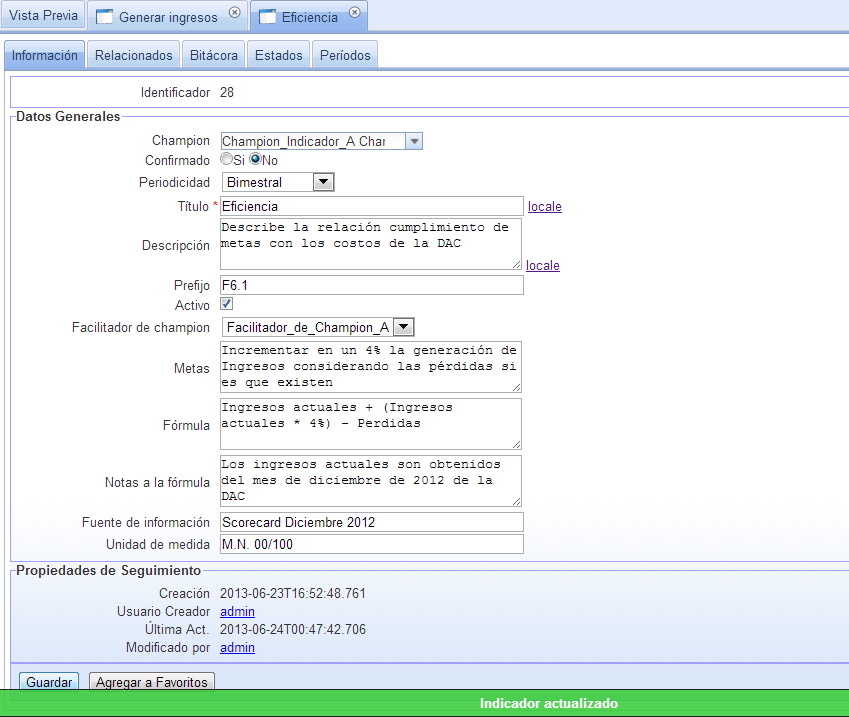 Vista Previa Generar ingresos Eficiencia
Información Relacionados Bitácora Estados Períodos
Identificador 28
Datos Generales
Champion Champion_Indicador_A Char
Confirmado Si No
Periodicidad Bimestral
Título * Eficiencia locale
Descripción Describe la relación cumplimiento de
metas con los costos de la DAC
locale
Prefijo F6.1
Activo
Facilitador de champion Facilitador_de_Champion_A
Metas Incrementar en un 4% la generación de
Ingresos considerando las pérdidas si
es que existen
Fórmula Ingresos actuales + (Ingresos
actuales * 4%) - Perdidas
Notas a la fórmula Los ingresos actuales son obtenidos
del mes de diciembre de 2012 de la
DAC
Fuente de información Scorecard Diciembre 2012
Unidad de medida M.N. 00/100
Propiedades de Seguimiento
Creación 2013-06-23T16:52:48.761
Usuario Creador admin
Última Act. 2013-06-24T00:47:42.706
Modificado por admin
Guardar Agregar a Favoritos
Indicador actualizado